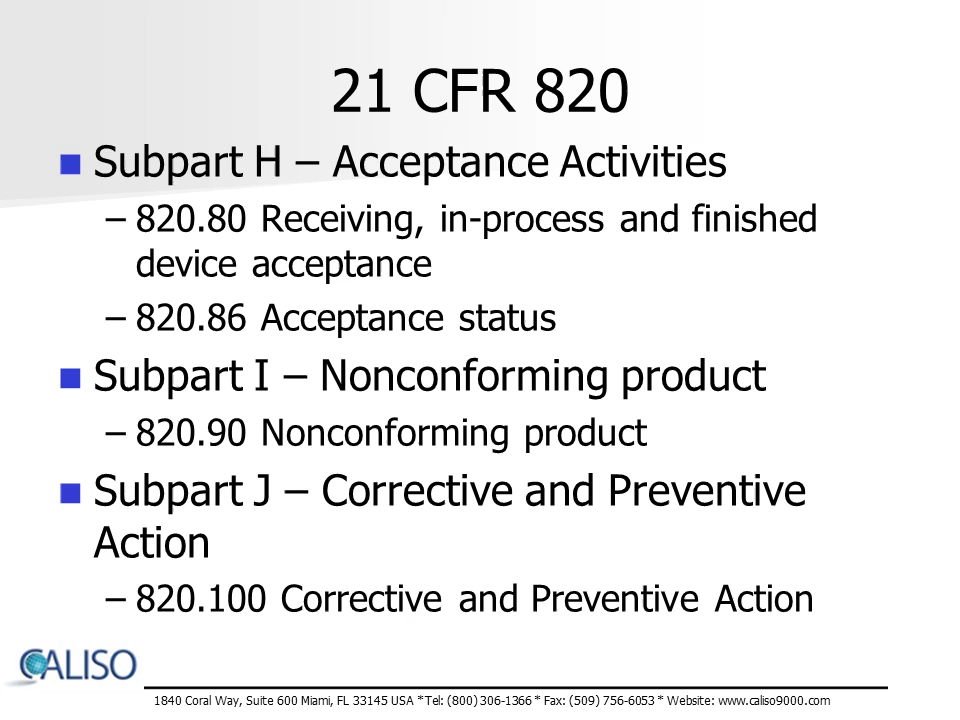 21 CFR 820
Subpart H – Acceptance Activities
–820.80 Receiving, in-process and finished
device acceptance
–820.86 Acceptance status
Subpart I – Nonconforming product
–820.90 Nonconforming product
Subpart J – Corrective and Preventive
Action
–820.100 Corrective and Preventive Action
CALISO
1840 Coral Way, Suite 600 Miami, FL 33145 USA *Tel: (800) 306-1366 * Fax: (509) 756-6053 * Website: www.caliso9000.com